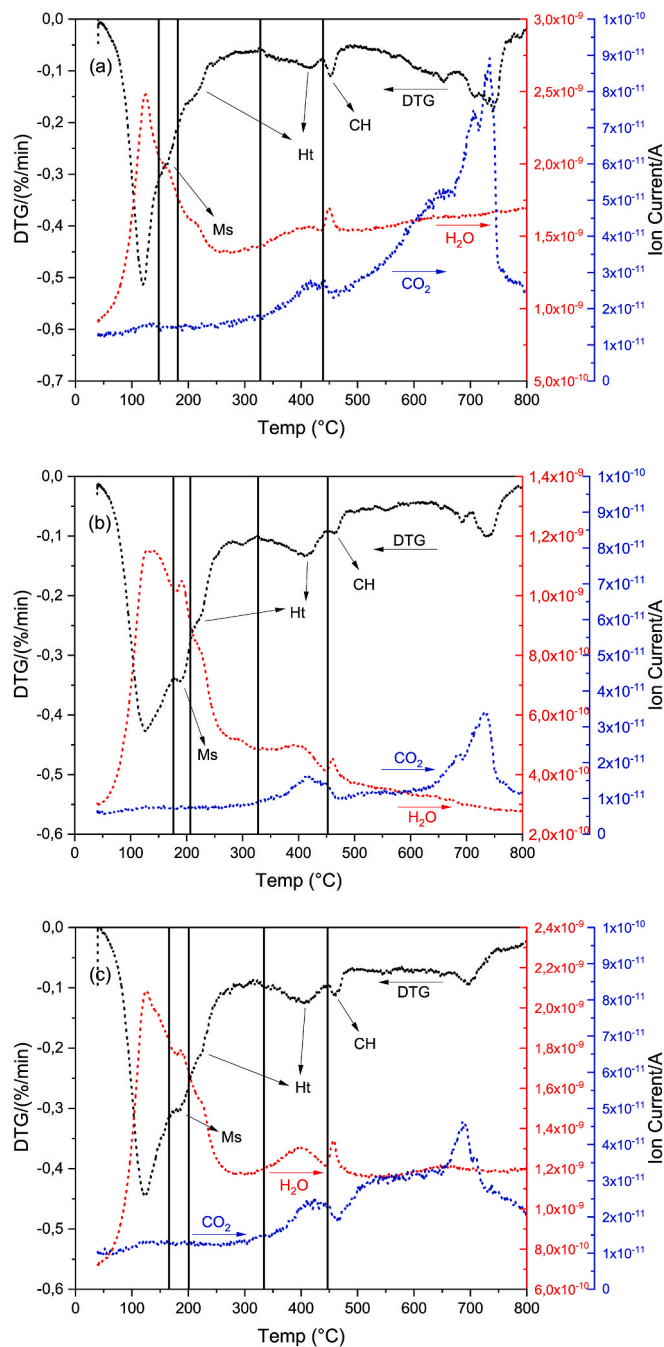 (a)
DTG/(%/min)
0,0
-0,1
-0,2
-0,3
-0,4
-0,5
-0,6
-0,7
Ms
Ht
CH
DTG
H₂O
CO₂
3,0x10⁻⁹
2,5x10⁻⁹
2,0x10⁻⁹
1,5x10⁻⁹
1,0x10⁻⁹
5,0x10⁻¹⁰
1x10⁻¹⁰
9x10⁻¹¹
8x10⁻¹¹
7x10⁻¹¹
6x10⁻¹¹
5x10⁻¹¹
4x10⁻¹¹
3x10⁻¹¹
2x10⁻¹¹
1x10⁻¹¹
0
Ion Current/A
0 100 200 300 400 500 600 700 800
Temp (°C)
(b)
DTG/(%/min)
0,0
-0,1
-0,2
-0,3
-0,4
-0,5
-0,6
Ms
Ht
CH
DTG
CO₂
H₂O
1,4x10⁻⁹
1,2x10⁻⁹
1,0x10⁻⁹
8,0x10⁻¹⁰
6,0x10⁻¹⁰
4,0x10⁻¹⁰
2,0x10⁻¹⁰
1x10⁻¹⁰
9x10⁻¹¹
8x10⁻¹¹
7x10⁻¹¹
6x10⁻¹¹
5x10⁻¹¹
4x10⁻¹¹
3x10⁻¹¹
2x10⁻¹¹
1x10⁻¹¹
0
Ion Current/A
0 100 200 300 400 500 600 700 800
Temp (°C)
(c)
DTG/(%/min)
0,0
-0,1
-0,2
-0,3
-0,4
-0,5
-0,6
Ms
Ht
CH
DTG
H₂O
CO₂
2,4x10⁻⁹
2,2x10⁻⁹
2,0x10⁻⁹
1,8x10⁻⁹
1,6x10⁻⁹
1,4x10⁻⁹
1,2x10⁻⁹
1,0x10⁻⁹
8,0x10⁻¹⁰
6,0x10⁻¹⁰
1x10⁻¹⁰
9x10⁻¹¹
8x10⁻¹¹
7x10⁻¹¹
6x10⁻¹¹
5x10⁻¹¹
4x10⁻¹¹
3x10⁻¹¹
2x10⁻¹¹
1x10⁻¹¹
0
Ion Current/A
0 100 200 300 400 500 600 700 800
Temp (°C)